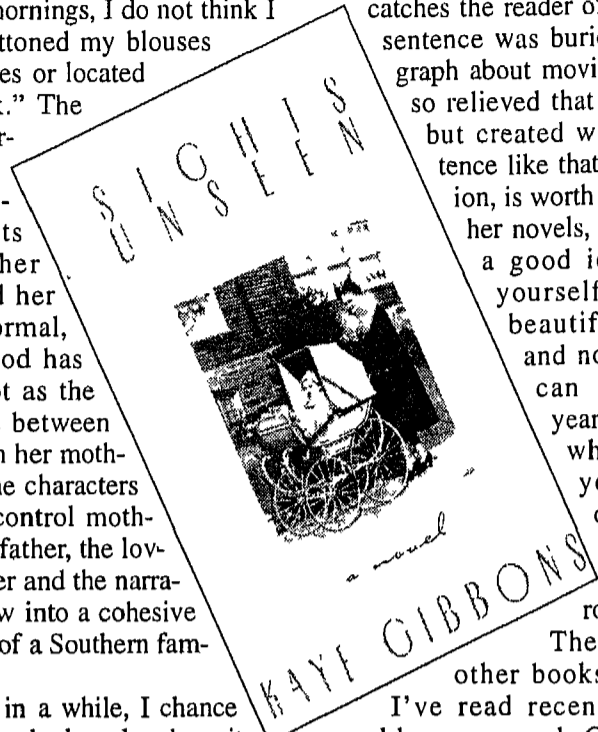 ornings, I do not think I
ttoned my blouses
es or located
." The
r-
-
ts
her
her
ormal,
od has
t as the
between
her moth-
e characters
control moth-
father, the lov-
er and the narra-
w into a cohesive
of a Southern fam-
in a while, I chance
SIGHTS
UNSEEN
a novel
KAYE GIBBONS
catches the reader of
sentence was buri
graph about movi
so relieved that
but created w
tence like that
ion, is worth
her novels,
a good i
yourself
beautif
and no
can
year
wh
y
ro
The
other books
I've read recen